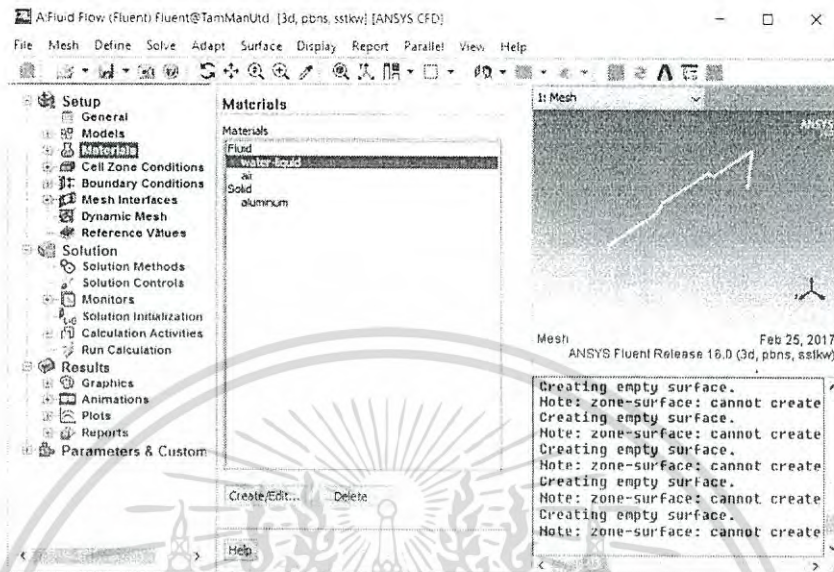 A:Fluid Flow (Fluent) Fluent@TamManUtd [3d, pbns, sstkw] [ANSYS CFD]
File Mesh Define Solve Adapt Surface Display Report Parallel View Help
Setup
General
Models
Materials
Cell Zone Conditions
Boundary Conditions
Mesh Interfaces
Dynamic Mesh
Reference Values
Solution
Solution Methods
Solution Controls
Monitors
Solution Initialization
Calculation Activities
Run Calculation
Results
Graphics
Animations
Plots
Reports
Parameters & Custom
Materials
Materials
Fluid
water-liquid
air
Solid
aluminum
Create/Edit... Delete
Help
1: Mesh
ANSYS
Mesh Feb 25, 2017
ANSYS Fluent Release 16.0 (3d, pbns, sstkw)
Creating empty surface.
Note: zone-surface: cannot create
Creating empty surface.
Note: zone-surface: cannot create
Creating empty surface.
Note: zone-surface: cannot create
Creating empty surface.
Note: zone-surface: cannot create
Creating empty surface.
Note: zone-surface: cannot create